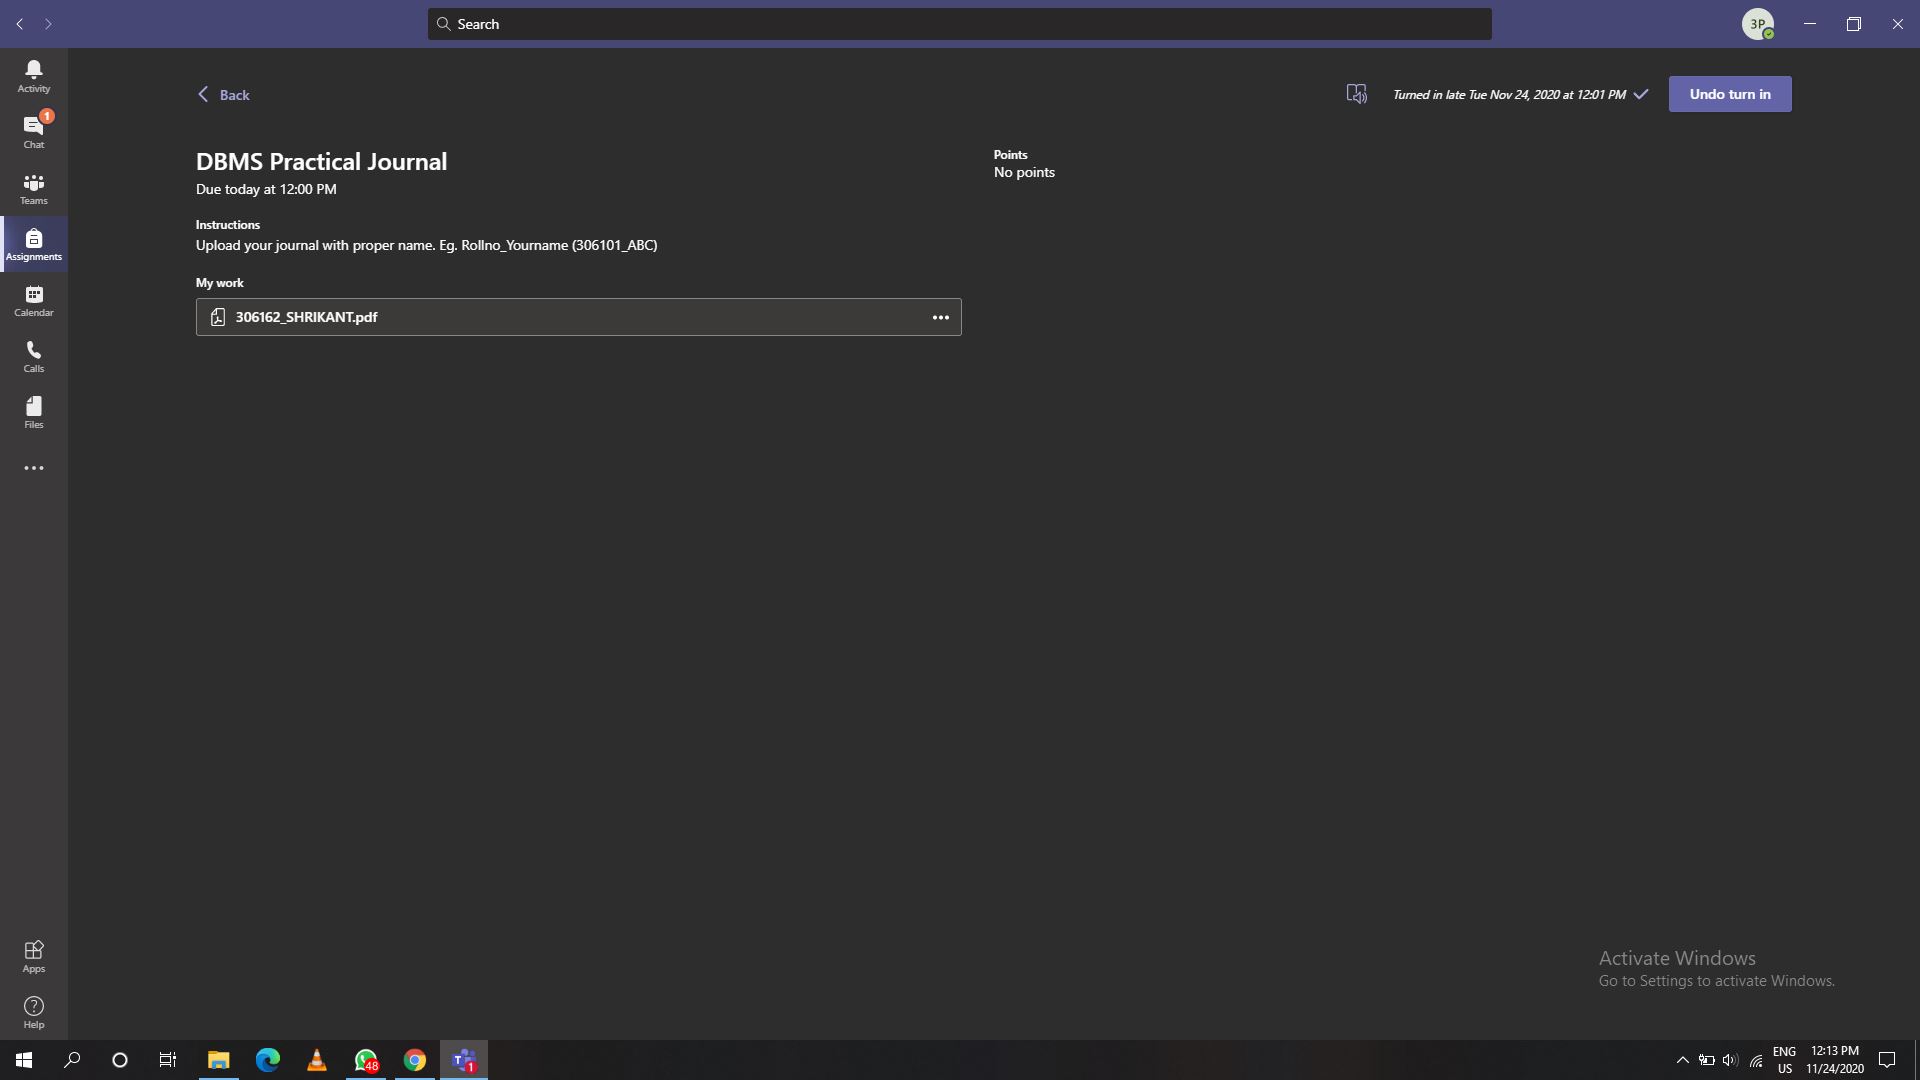 Search
3P
Activity
1
Chat
Teams
Assignments
Calendar
Calls
Files
Back
Turned in late Tue Nov 24, 2020 at 12:01 PM
Undo turn in
DBMS Practical Journal
Due today at 12:00 PM
Points
No points
Instructions
Upload your journal with proper name. Eg. Rollno_Yourname (306101_ABC)
My work
306162_SHRIKANT.pdf
Apps
Help
Activate Windows
Go to Settings to activate Windows.
48
T
1
ENG
US
12:13 PM
11/24/2020